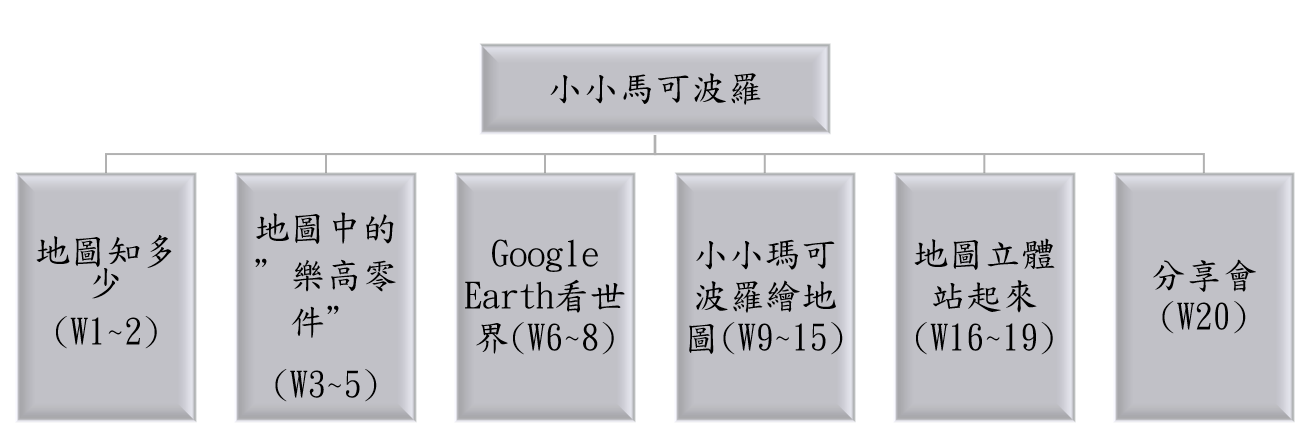 小小馬可波羅
地圖知多
少
(W1~2)
地圖中的
”樂高零
件”
(W3~5)
Google
Earth看世
界(W6~8)
小小瑪可
波羅繪地
圖(W9~15)
地圖立體
站起來
(W16~19)
分享會
(W20)